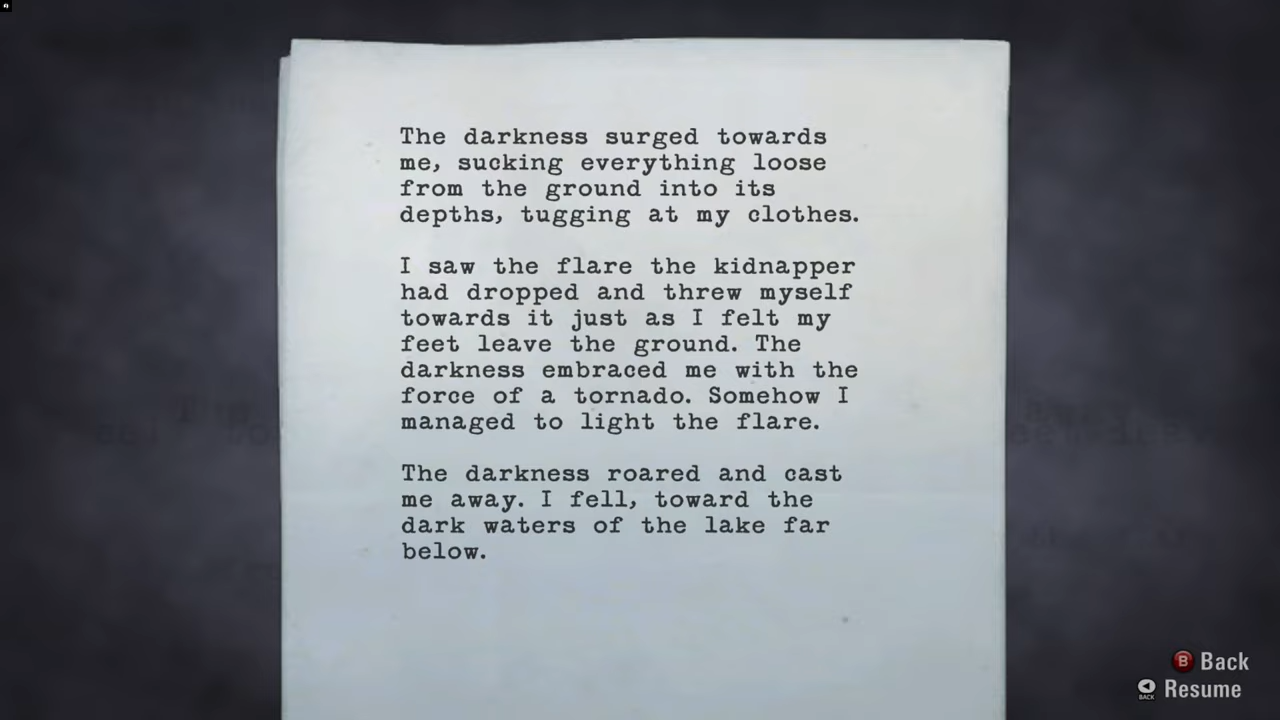 The darkness surged towards
me, sucking everything loose
from the ground into its
depths, tugging at my clothes.
I saw the flare the kidnapper
had dropped and threw myself
towards it just as I felt my
feet leave the ground. The
darkness embraced me with the
force of a tornado. Somehow I
managed to light the flare.
The darkness roared and cast
me away. I fell, toward the
dark waters of the lake far
below.
B Back
BACK Resume